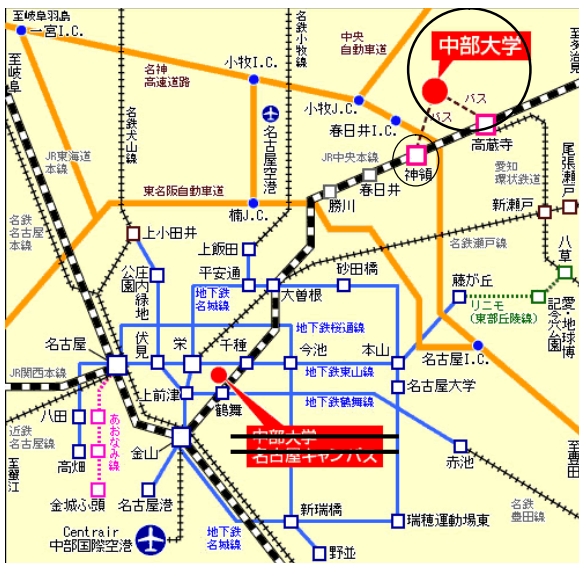 至岐阜羽島
一宮I.C.
至岐阜
名鉄小牧線
中央
自動車道
中部大学
至多治見
小牧I.C.
名神
高速道路
小牧J.C.
バス
バス
春日井I.C.
高蔵寺
名鉄犬山線
名古屋空港
JR東海道
本線
JR中央本線
神領
愛知
環状鉄道
尾張瀬戸
東名阪自動車道
春日井
勝川
楠J.C.
新瀬戸
名鉄
名古屋
本線
上小田井
上飯田
名鉄瀬戸線
八草
庄内緑地
公園
平安通
砂田橋
藤が丘
地下鉄
名城線
大曽根
リニモ
(東部丘陵線)
愛・地球博
記念公園
地下鉄桜通線
名古屋
伏見
栄
千種
今池
本山
名古屋I.C.
JR関西本線
地下鉄東山線
名古屋大学
上前津
鶴舞
地下鉄鶴舞線
八田
あおなみ線
中部大学
名古屋キャンパス
近鉄
名古屋線
金山
赤池
高畑
至蟹江
至豊田
金城ふ頭
名古屋港
新瑞橋
瑞穂運動場東
名鉄
豊田線
地下鉄
名城線
Centrair
中部国際空港
野並